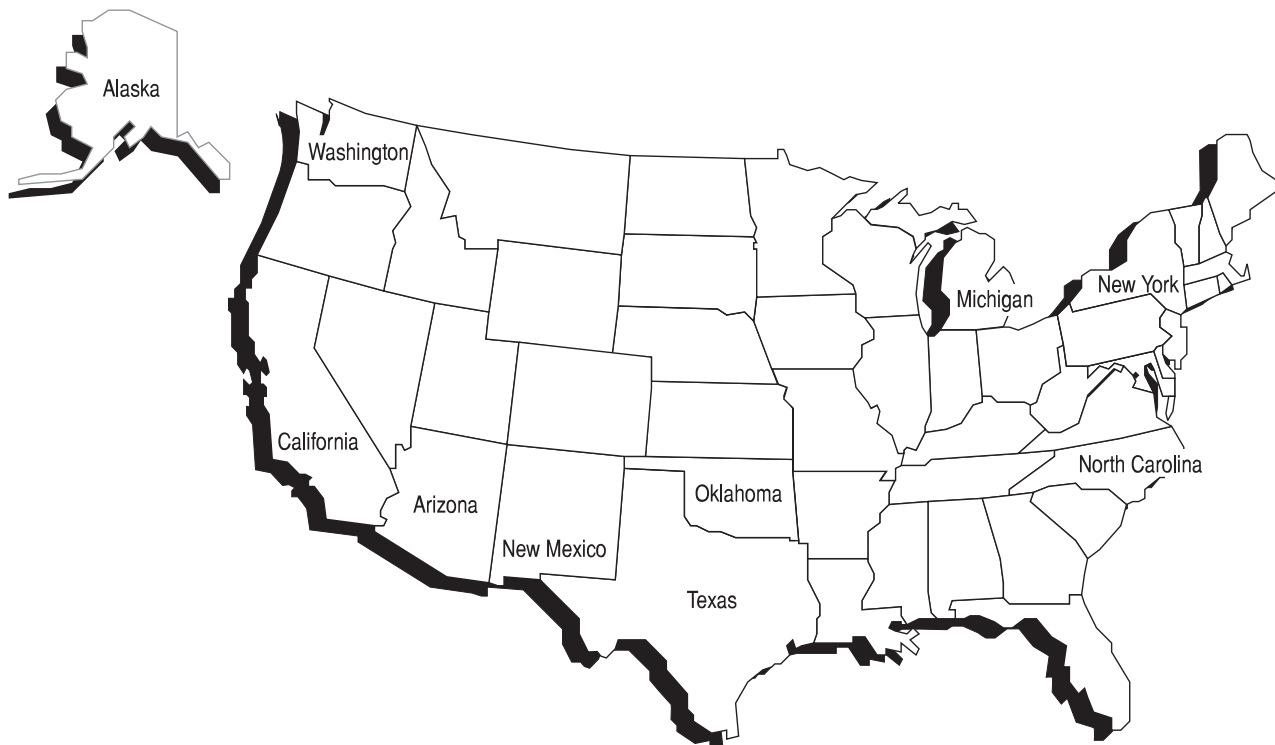 Alaska
Washington
Michigan
New York
California
North Carolina
Arizona
Oklahoma
New Mexico
Texas